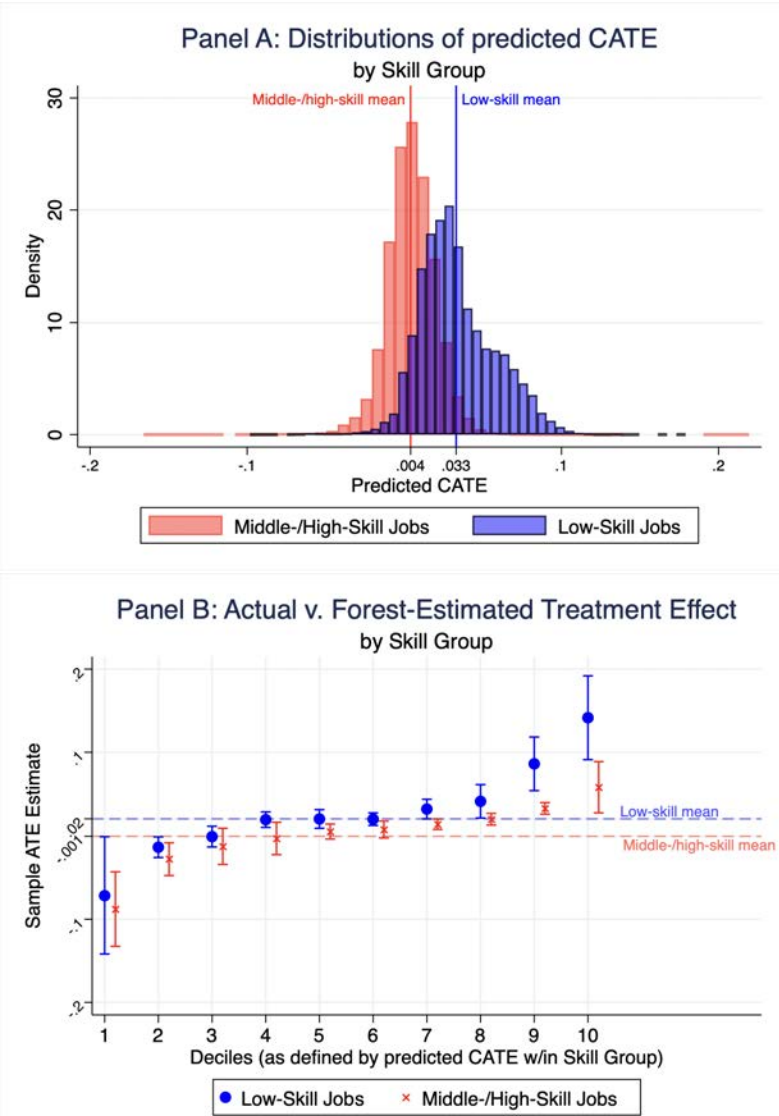 Panel A: Distributions of predicted CATE
by Skill Group
Middle-/high-skill mean
Low-skill mean
30
20
10
0
Density
-.2
-.1
.004
.033
.1
.2
Predicted CATE
Middle-/High-Skill Jobs
Low-Skill Jobs
Panel B: Actual v. Forest-Estimated Treatment Effect
by Skill Group
.2
.1
-.1
-.2
Sample ATE Estimate
Low-skill mean
Middle-/high-skill mean
1 2 3 4 5 6 7 8 9 10
Deciles (as defined by predicted CATE w/in Skill Group)
Low-Skill Jobs
Middle-/High-Skill Jobs